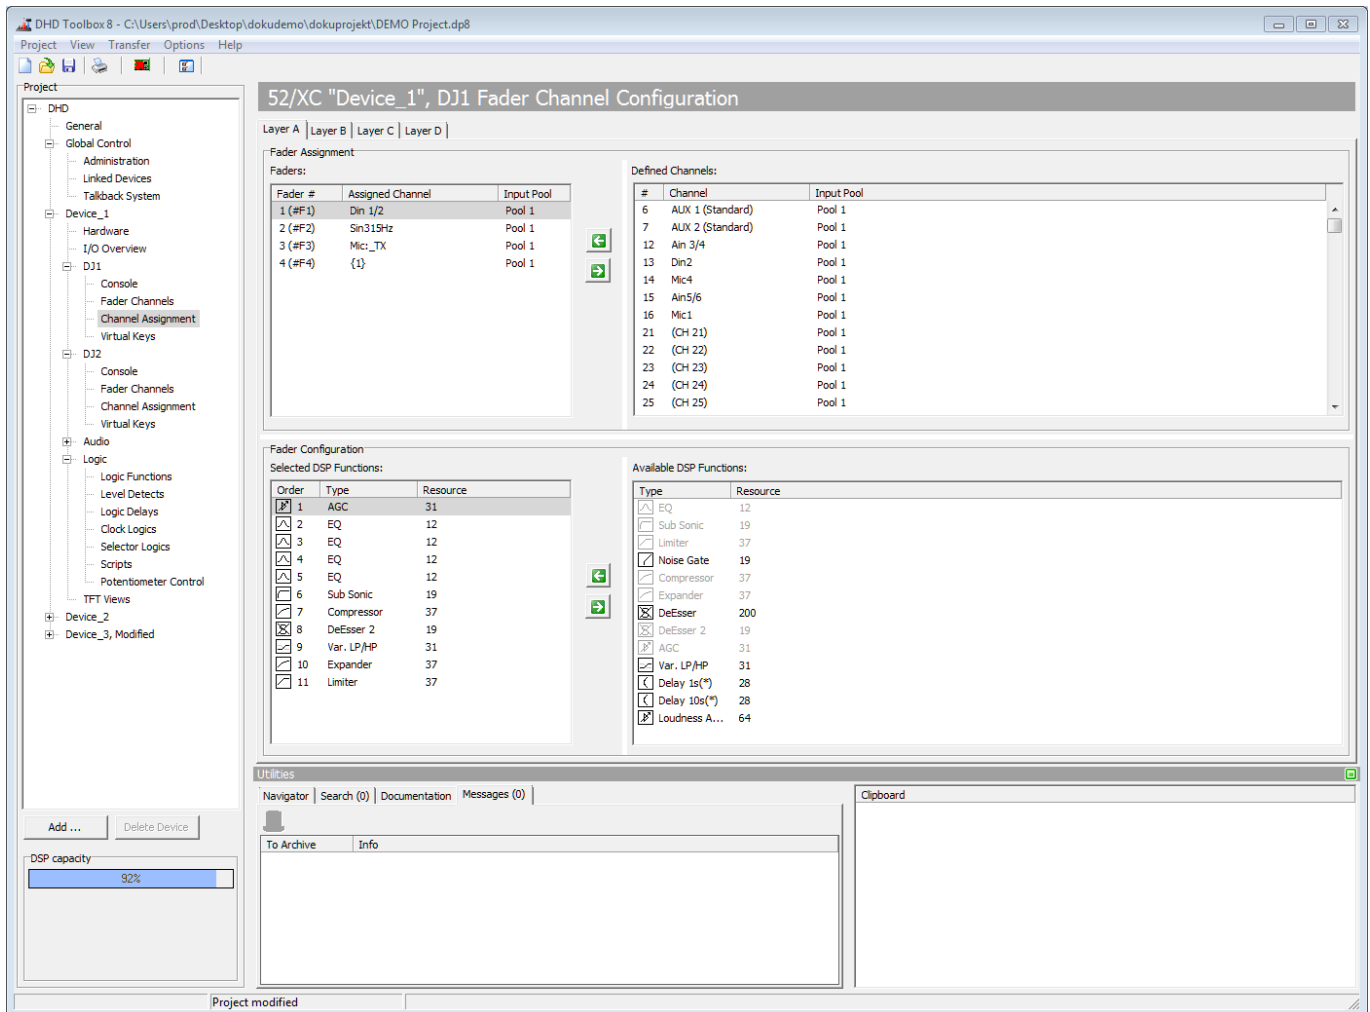 DHD Toolbox 8 - C:\Users\prod\Desktop\dokudemo\dokuprojekt\DEMO Project.dp8
Project View Transfer Options Help
Project
DHD
General
Global Control
Administration
Linked Devices
Talkback System
Device_1
Hardware
I/O Overview
DJ1
Console
Fader Channels
Channel Assignment
Virtual Keys
DJ2
Console
Fader Channels
Channel Assignment
Virtual Keys
Audio
Logic
Logic Functions
Level Detects
Logic Delays
Clock Logics
Selector Logics
Scripts
Potentiometer Control
TFT Views
Device_2
Device_3, Modified
Add ... Delete Device
DSP capacity
92%
52/XC "Device_1", DJ1 Fader Channel Configuration
Layer A Layer B Layer C Layer D
Fader Assignment
Faders:
Fader # Assigned Channel Input Pool
1 (#F1) Din 1/2 Pool 1
2 (#F2) Sin315Hz Pool 1
3 (#F3) Mic:_TX Pool 1
4 (#F4) {1} Pool 1
Defined Channels:
# Channel Input Pool
6 AUX 1 (Standard) Pool 1
7 AUX 2 (Standard) Pool 1
12 Ain 3/4 Pool 1
13 Din2 Pool 1
14 Mic4 Pool 1
15 Ain5/6 Pool 1
16 Mic1 Pool 1
21 (CH 21) Pool 1
22 (CH 22) Pool 1
23 (CH 23) Pool 1
24 (CH 24) Pool 1
25 (CH 25) Pool 1
Fader Configuration
Selected DSP Functions:
Order Type Resource
1 AGC 31
2 EQ 12
3 EQ 12
4 EQ 12
5 EQ 12
6 Sub Sonic 19
7 Compressor 37
8 DeEsser 2 19
9 Var. LP/HP 31
10 Expander 37
11 Limiter 37
Available DSP Functions:
Type Resource
EQ 12
Sub Sonic 19
Limiter 37
Noise Gate 19
Compressor 37
Expander 37
DeEsser 200
DeEsser 2 19
AGC 31
Var. LP/HP 31
Delay 1s(*) 28
Delay 10s(*) 28
Loudness A... 64
Utilities
Navigator Search (0) Documentation Messages (0)
To Archive Info
Clipboard
Project modified